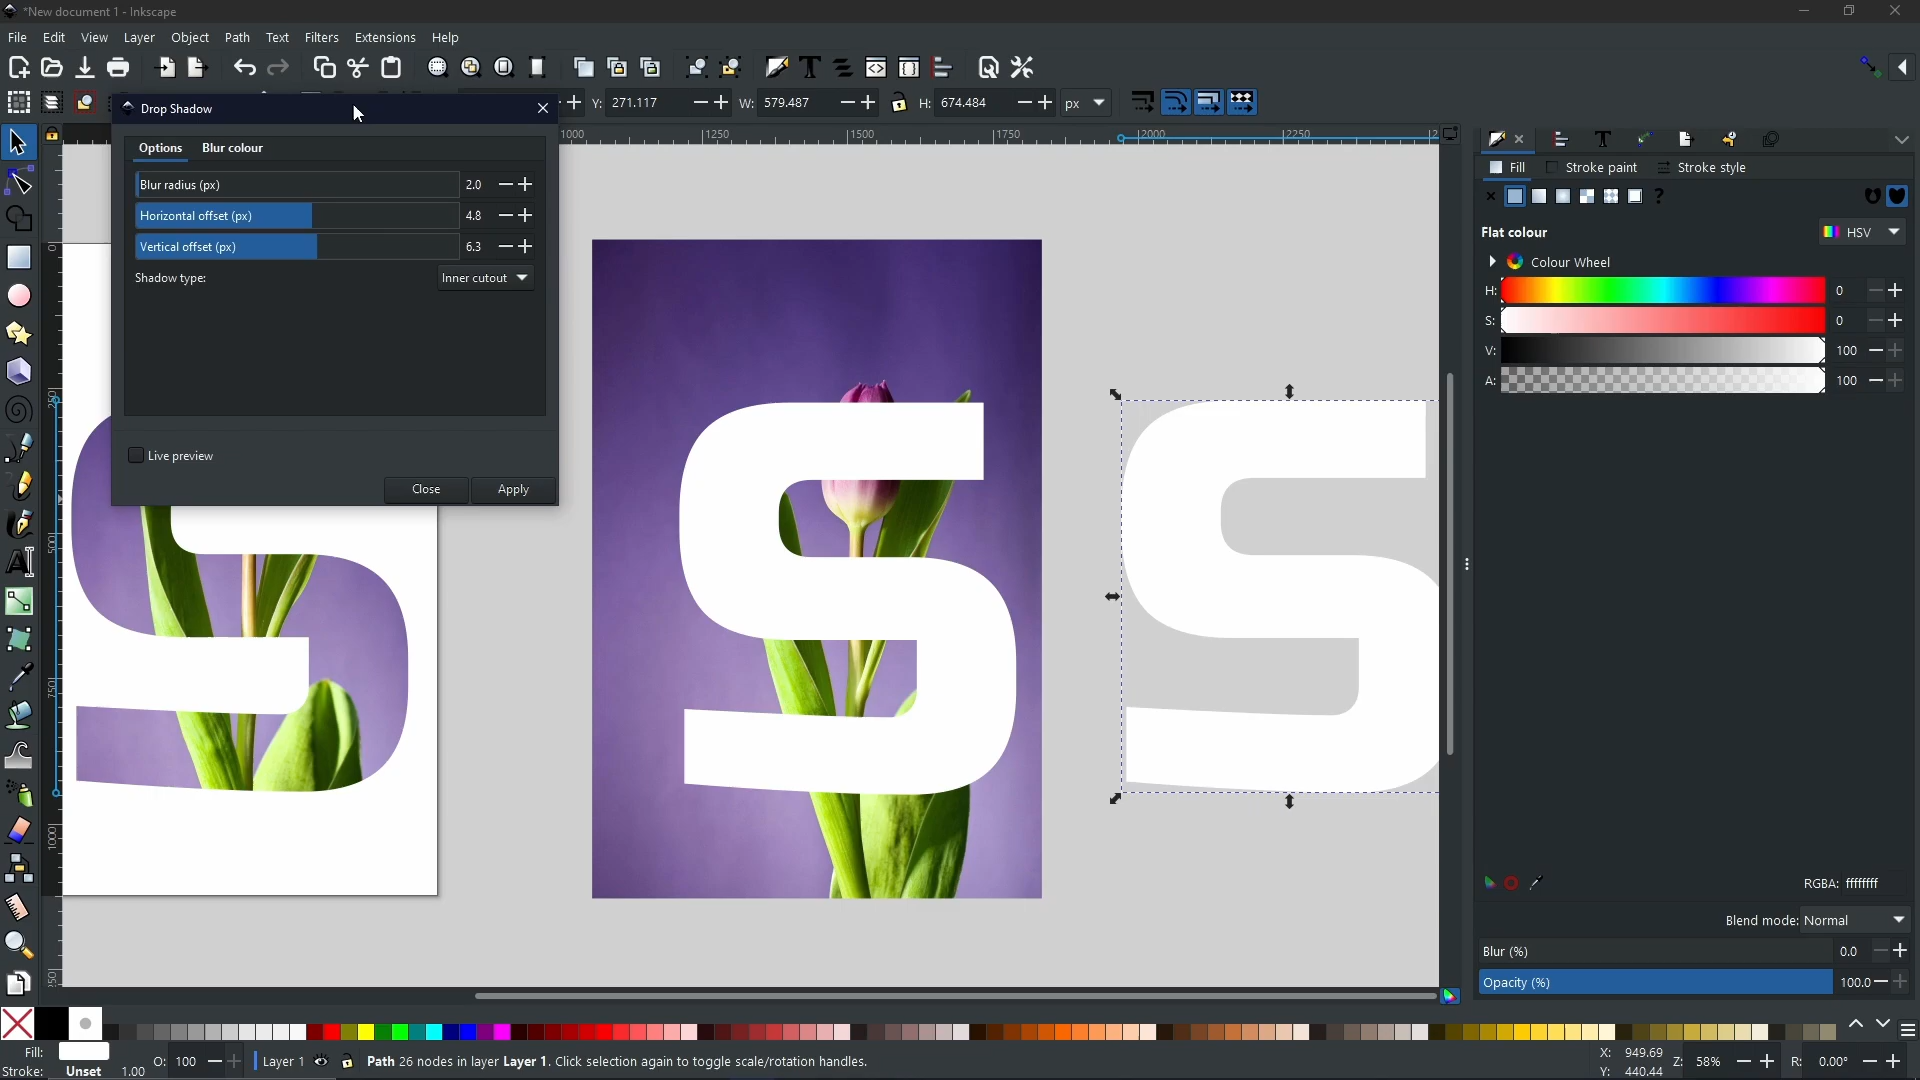 *New document 1 - Inkscape
File Edit View Layer Object Path Text Filters Extensions Help
Y: 271.117 W: 579.487 H: 674.484 px
Drop Shadow
1000 1250 1500 1750 2000 2250
Options Blur colour
Fill Stroke paint Stroke style
Blur radius (px) 2.0
Horizontal offset (px) 4.8
Vertical offset (px) 6.3
Shadow type: Inner cutout
Flat colour HSV
Colour Wheel
H: 0
S: 0
V: 100
A: 100
Live preview
Close Apply
S S S
RGBA: ffffffff
Blend mode: Normal
Blur (%) 0.0
Opacity (%) 100.0
Fill: O: 100 Layer 1 Path 26 nodes in layer Layer 1. Click selection again to toggle scale/rotation handles. X: 949.69 Z: 58% R: 0.00°
Stroke: Unset 1.00 Y: 440.44